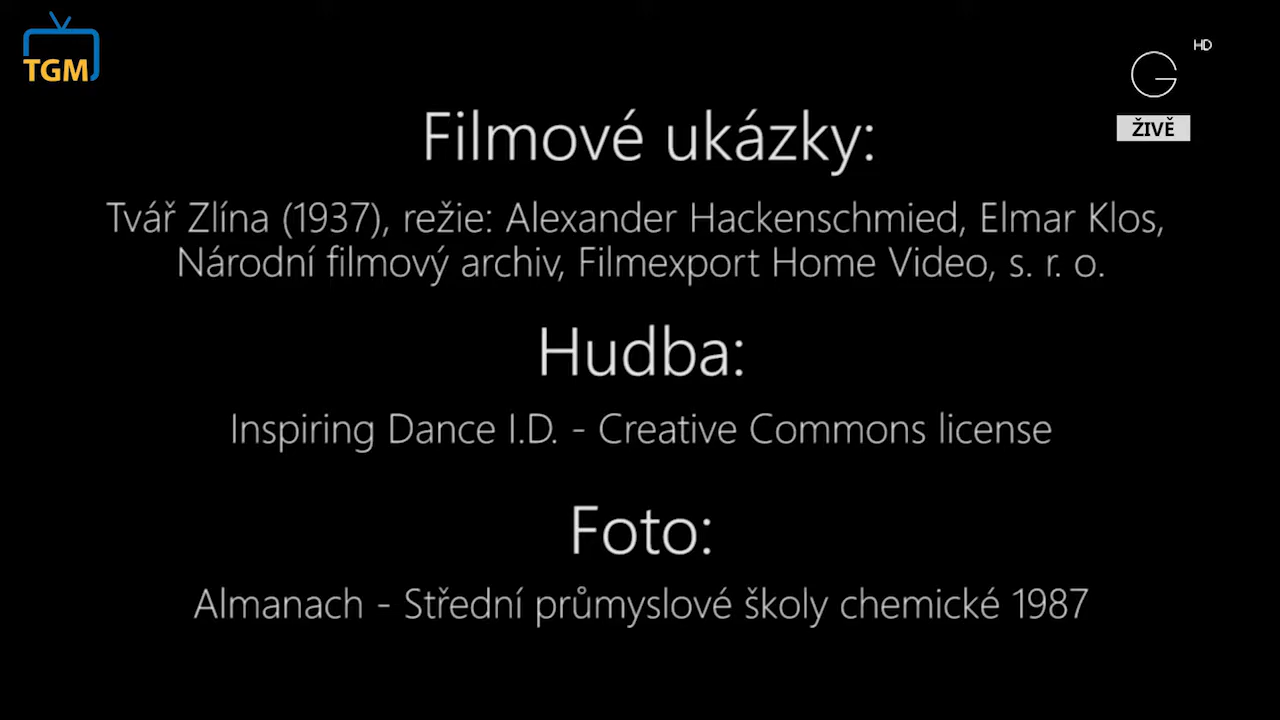 TGM
HD
G
ŽIVĚ
Filmové ukázky:
Tvář Zlína (1937), režie: Alexander Hackenschmied, Elmar Klos,
Národní filmový archiv, Filmexport Home Video, s. r. o.
Hudba:
Inspiring Dance I.D. - Creative Commons license
Foto:
Almanach - Střední průmyslové školy chemické 1987